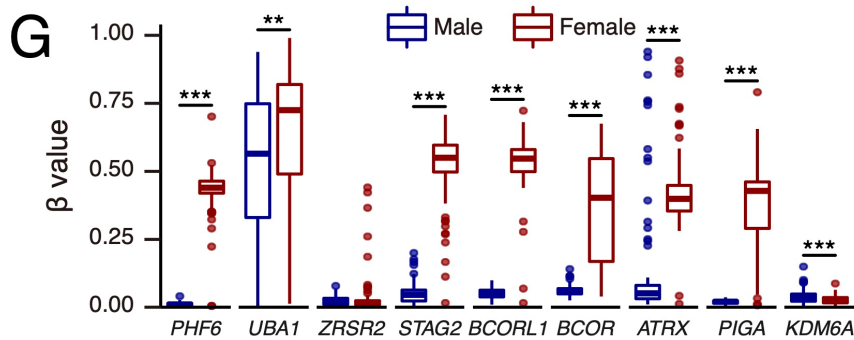 G
Male Female
β value
1.00
0.75
0.50
0.25
0.00
*** ** *** *** *** *** *** ***
PHF6 UBA1 ZRSR2 STAG2 BCORL1 BCOR ATRX PIGA KDM6A